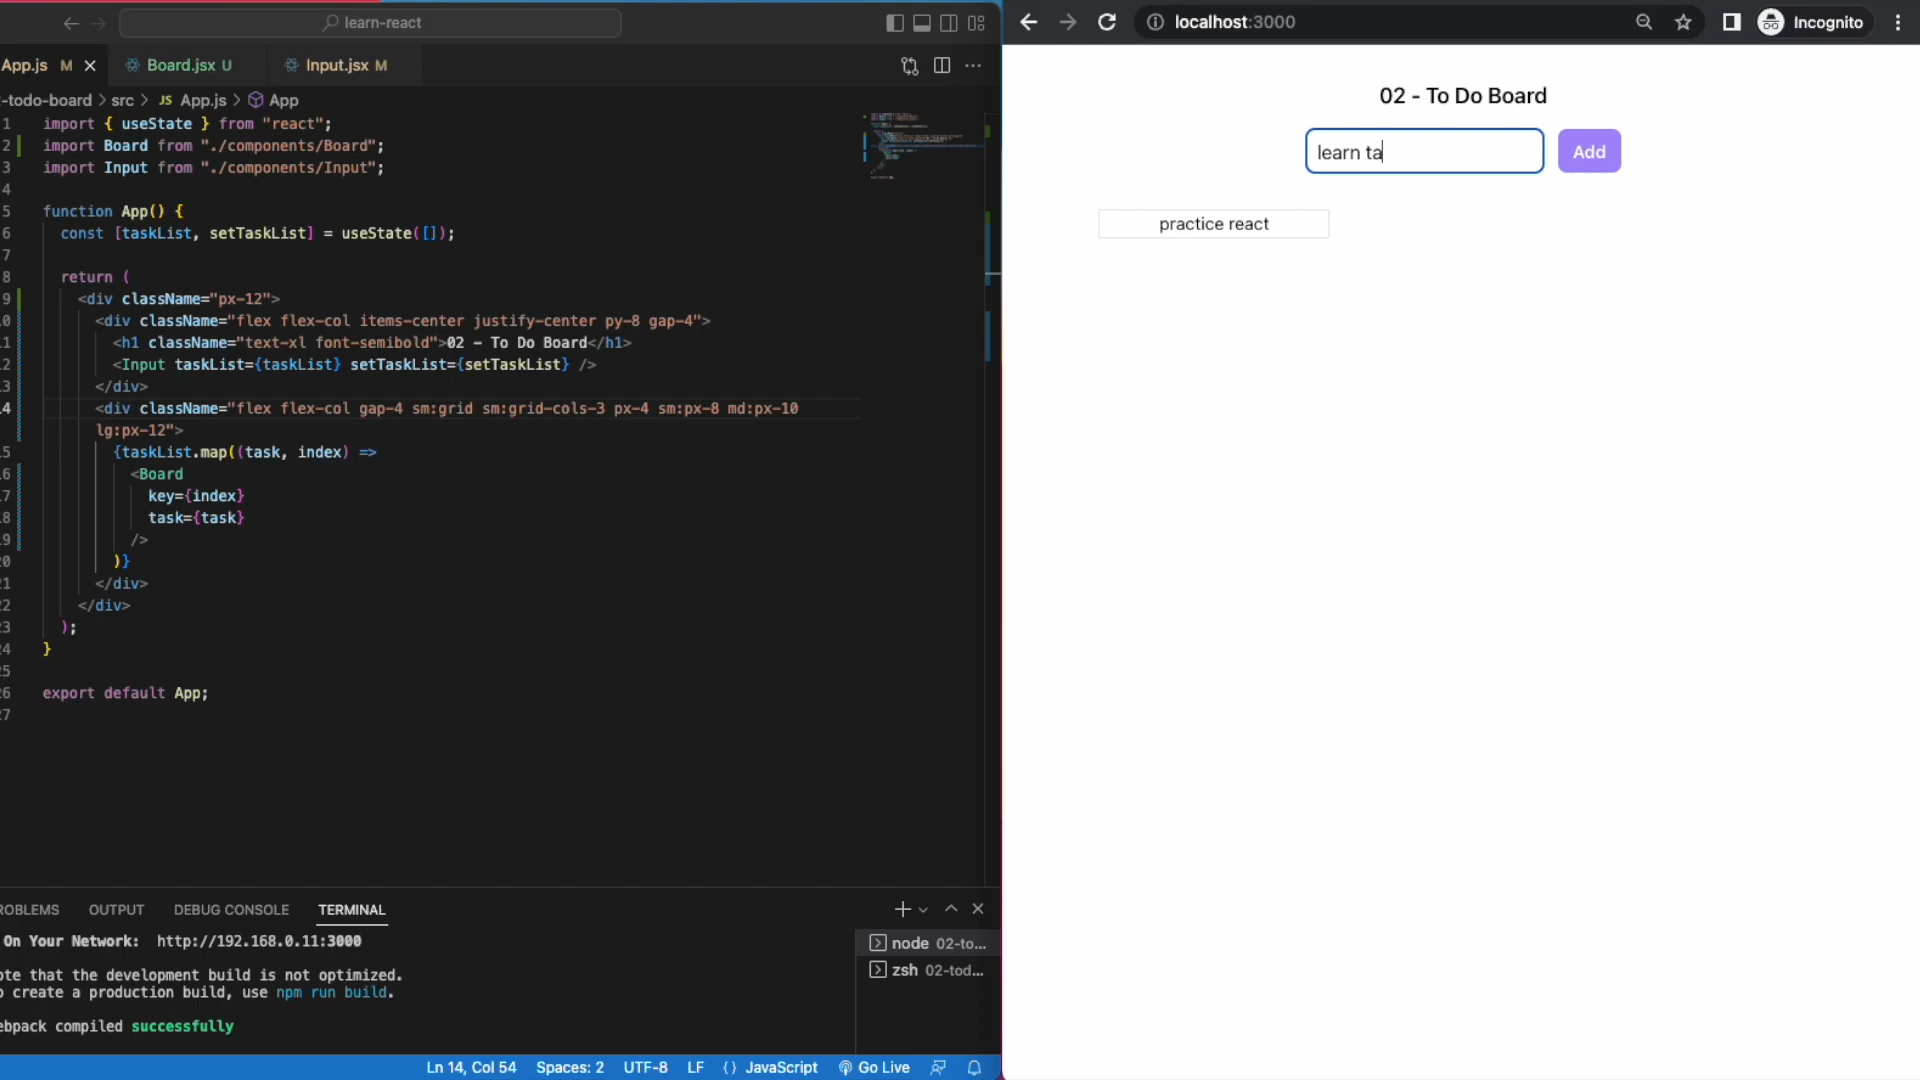 learn-react
App.js M
Board.jsx U
Input.jsx M
-todo-board > src > JS App.js > App
1 import { useState } from "react";
2 import Board from "./components/Board";
3 import Input from "./components/Input";
4
5 function App() {
6 const [taskList, setTaskList] = useState([]);
7
8 return (
9 <div className="px-12">
0 <div className="flex flex-col items-center justify-center py-8 gap-4">
1 <h1 className="text-xl font-semibold">02 - To Do Board</h1>
2 <Input taskList={taskList} setTaskList={setTaskList} />
3 </div>
4 <div className="flex flex-col gap-4 sm:grid sm:grid-cols-3 px-4 sm:px-8 md:px-10
lg:px-12">
5 {taskList.map((task, index) =>
6 <Board
7 key={index}
8 task={task}
9 />
0 )}
1 </div>
2 </div>
3 );
4 }
5
6 export default App;
7
ROBLEMS OUTPUT DEBUG CONSOLE TERMINAL
On Your Network: http://192.168.0.11:3000
ote that the development build is not optimized.
o create a production build, use npm run build.
ebpack compiled successfully
node 02-to...
zsh 02-tod...
Ln 14, Col 54 Spaces: 2 UTF-8 LF {} JavaScript Go Live
localhost:3000
Incognito
02 - To Do Board
learn ta
Add
practice react